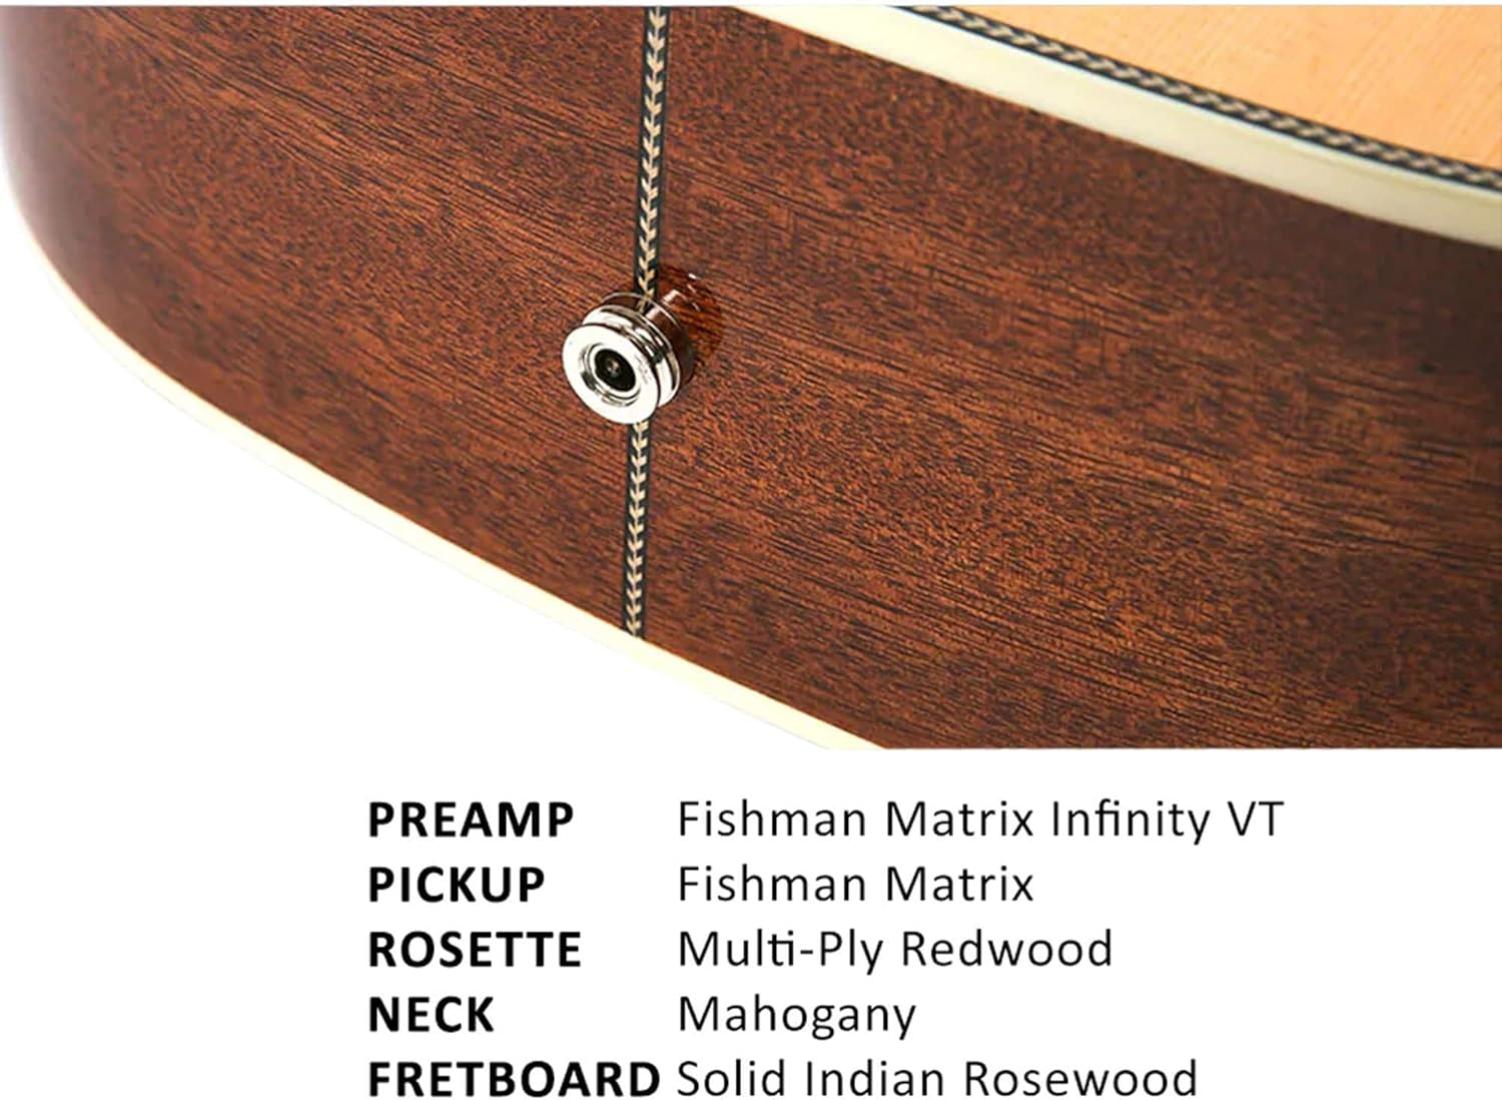 PREAMP Fishman Matrix Infinity VT
PICKUP Fishman Matrix
ROSETTE Multi-Ply Redwood
NECK Mahogany
FRETBOARD Solid Indian Rosewood